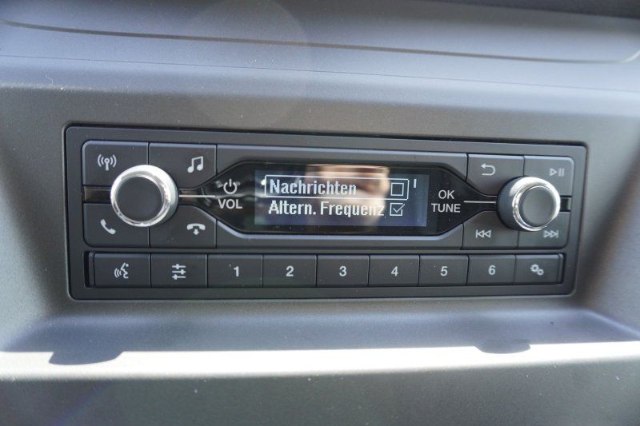 Nachrichten
Altern. Frequenz
VOL
OK
TUNE
1 2 3 4 5 6